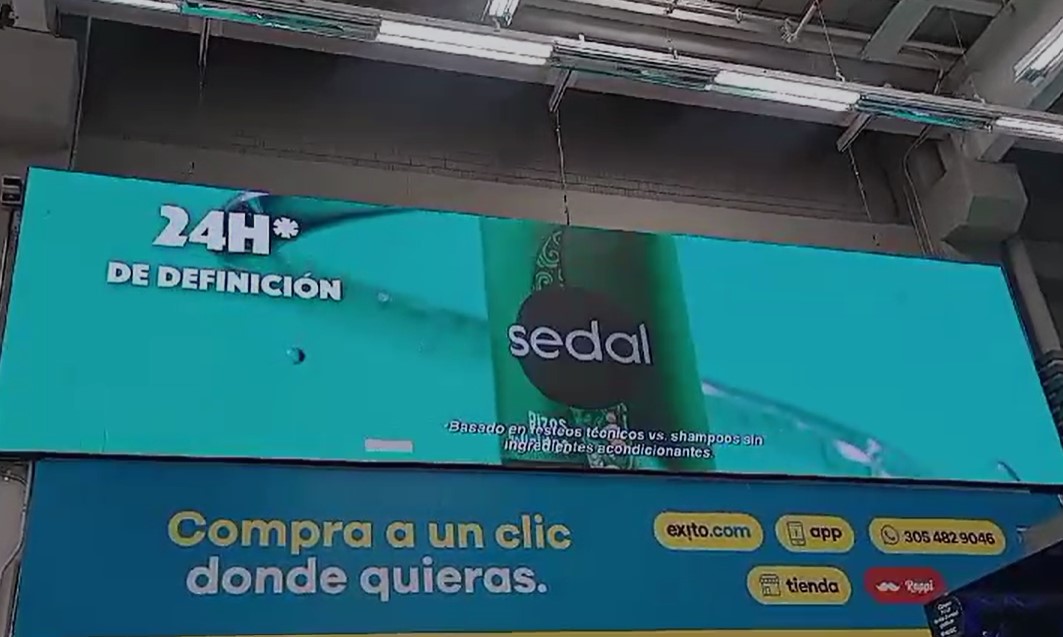 24H*
DE DEFINICIÓN
sedal
Rizos
*Basado en testeos técnicos vs. shampoos sin
ingredientes acondicionantes.
Compra a un clic
donde quieras.
exito.com
app
305 482 9046
tienda
Rappi